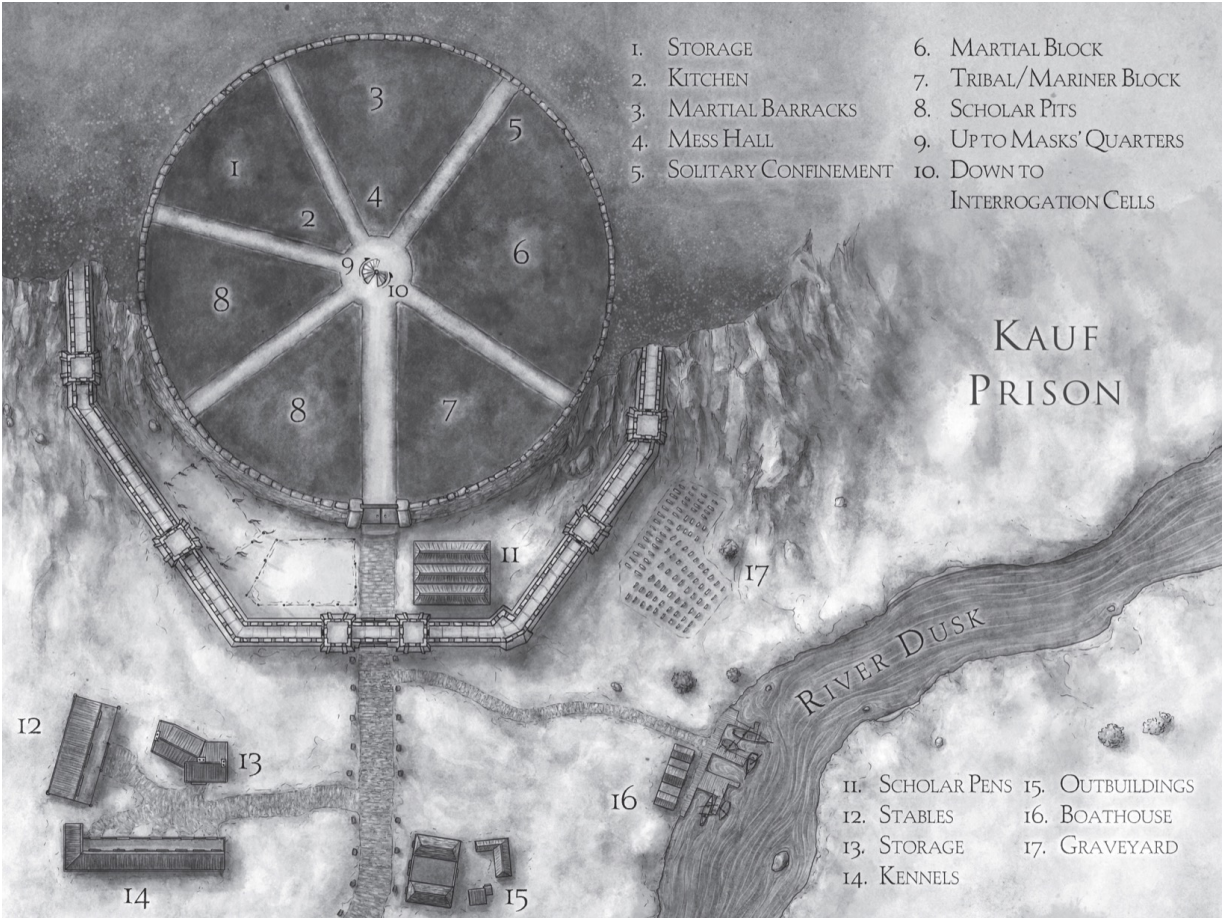 1. Storage
2. Kitchen
3. Martial Barracks
4. Mess Hall
5. Solitary Confinement
6. Martial Block
7. Tribal/Mariner Block
8. Scholar Pits
9. Up to Masks' Quarters
10. Down to
Interrogation Cells
3
5
1
4
2
6
9
10
8
8
7
Kauf
Prison
11
17
River Dusk
12
13
16
14
15
11. Scholar Pens
12. Stables
13. Storage
14. Kennels
15. Outbuildings
16. Boathouse
17. Graveyard